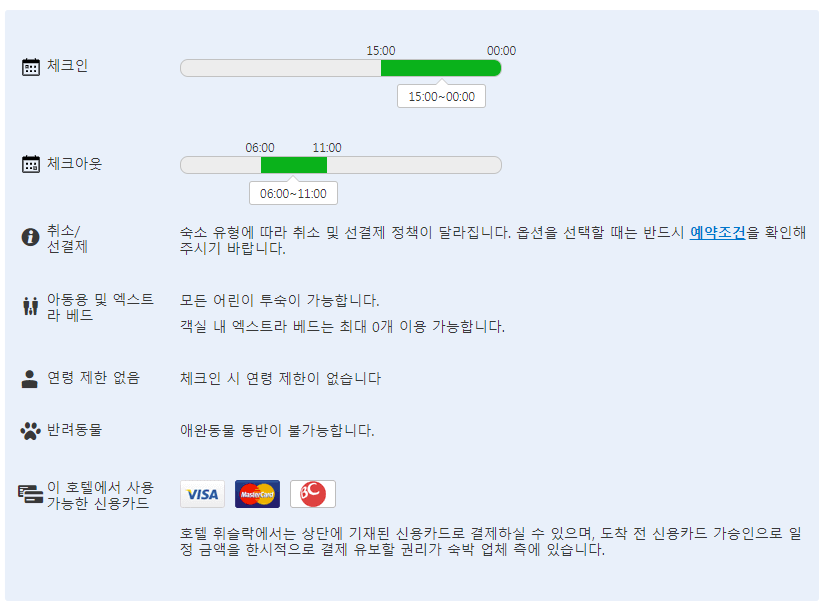 15:00 00:00
체크인
15:00~00:00
06:00 11:00
체크아웃
06:00~11:00
취소/
선결제
숙소 유형에 따라 취소 및 선결제 정책이 달라집니다. 옵션을 선택할 때는 반드시 예약조건을 확인해
주시기 바랍니다.
아동용 및 엑스트
라 베드
모든 어린이 투숙이 가능합니다.
객실 내 엑스트라 베드는 최대 0개 이용 가능합니다.
연령 제한 없음
체크인 시 연령 제한이 없습니다
반려동물
애완동물 동반이 불가능합니다.
이 호텔에서 사용
가능한 신용카드
VISA MasterCard BC
호텔 휘슬락에서는 상단에 기재된 신용카드로 결제하실 수 있으며, 도착 전 신용카드 가승인으로 일
정 금액을 한시적으로 결제 유보할 권리가 숙박 업체 측에 있습니다.